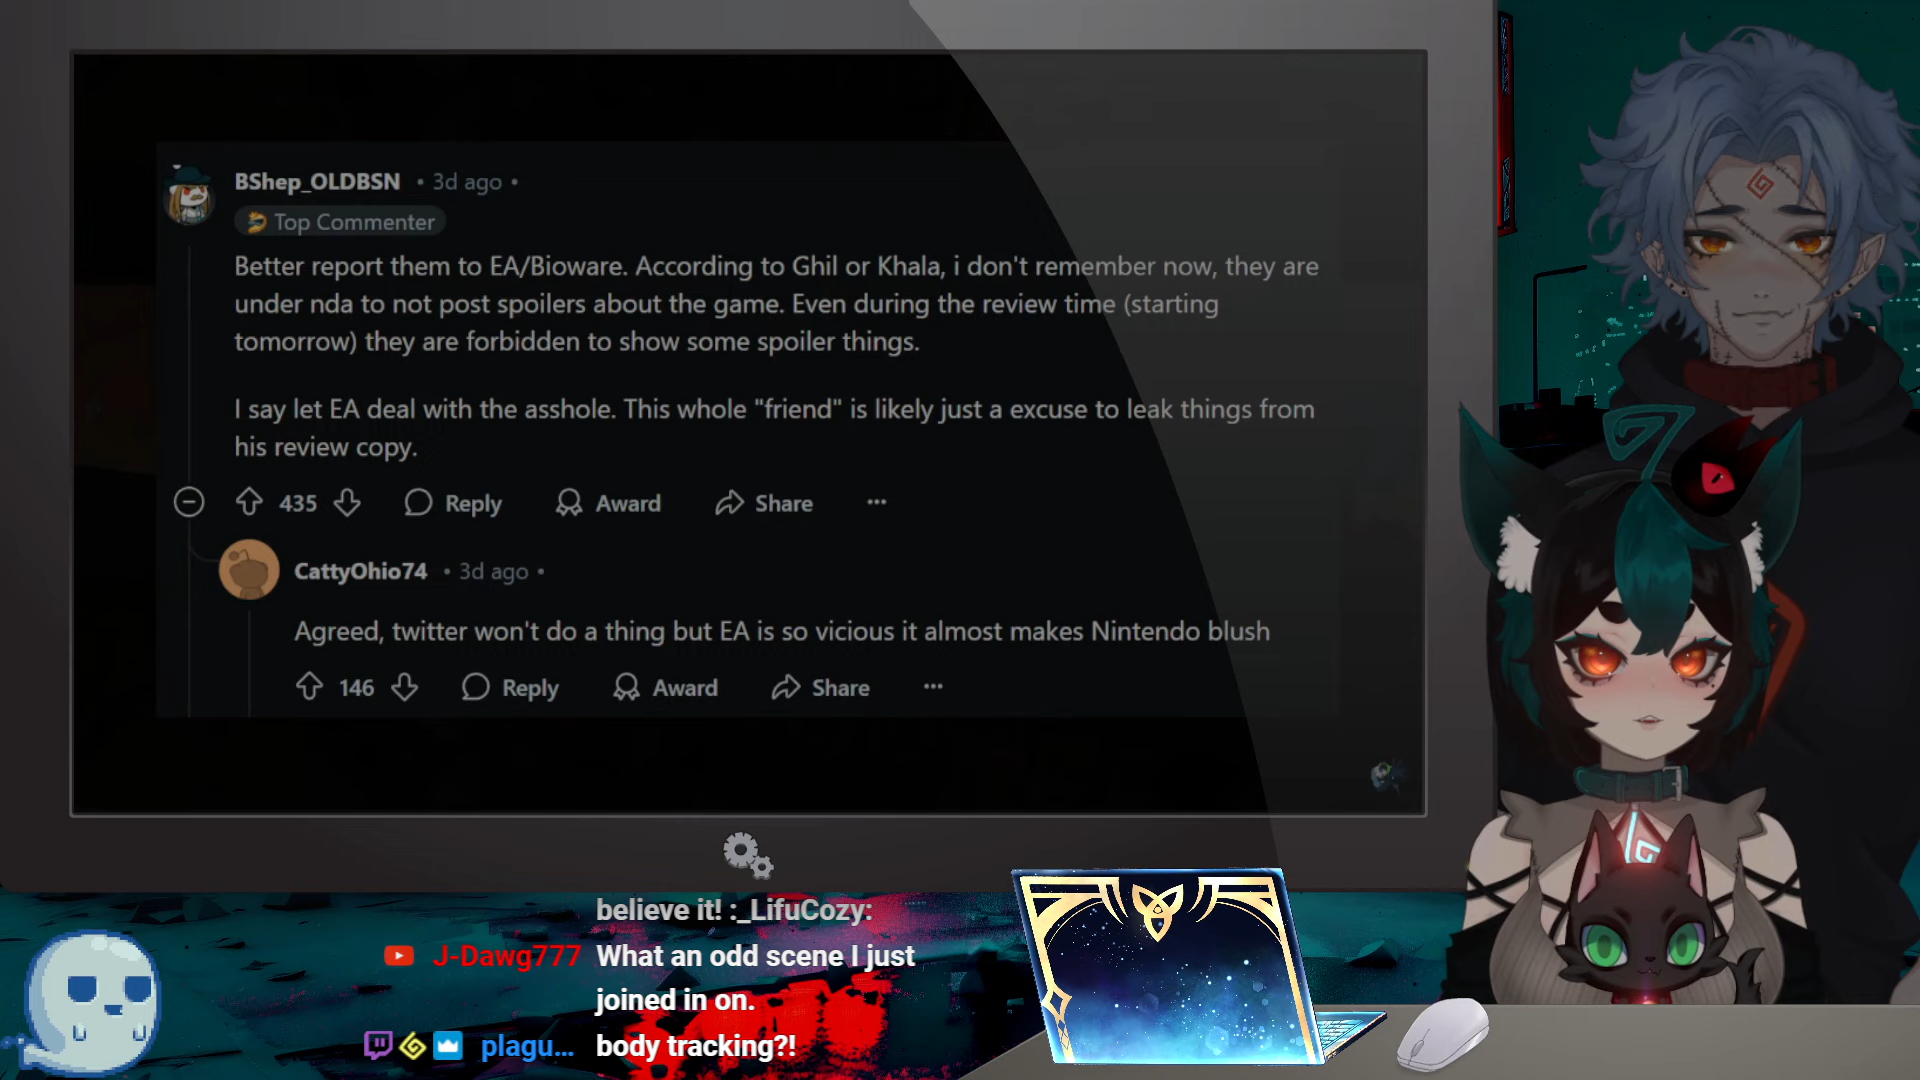 BShep_OLDBSN • 3d ago •
Top Commenter
Better report them to EA/Bioware. According to Ghil or Khala, i don't remember now, they are
under nda to not post spoilers about the game. Even during the review time (starting
tomorrow) they are forbidden to show some spoiler things.
I say let EA deal with the asshole. This whole "friend" is likely just a excuse to leak things from
his review copy.
435 Reply Award Share
CattyOhio74 • 3d ago •
Agreed, twitter won't do a thing but EA is so vicious it almost makes Nintendo blush
146 Reply Award Share
believe it! :_LifuCozy:
J-Dawg777 What an odd scene I just
joined in on.
plagu... body tracking?!